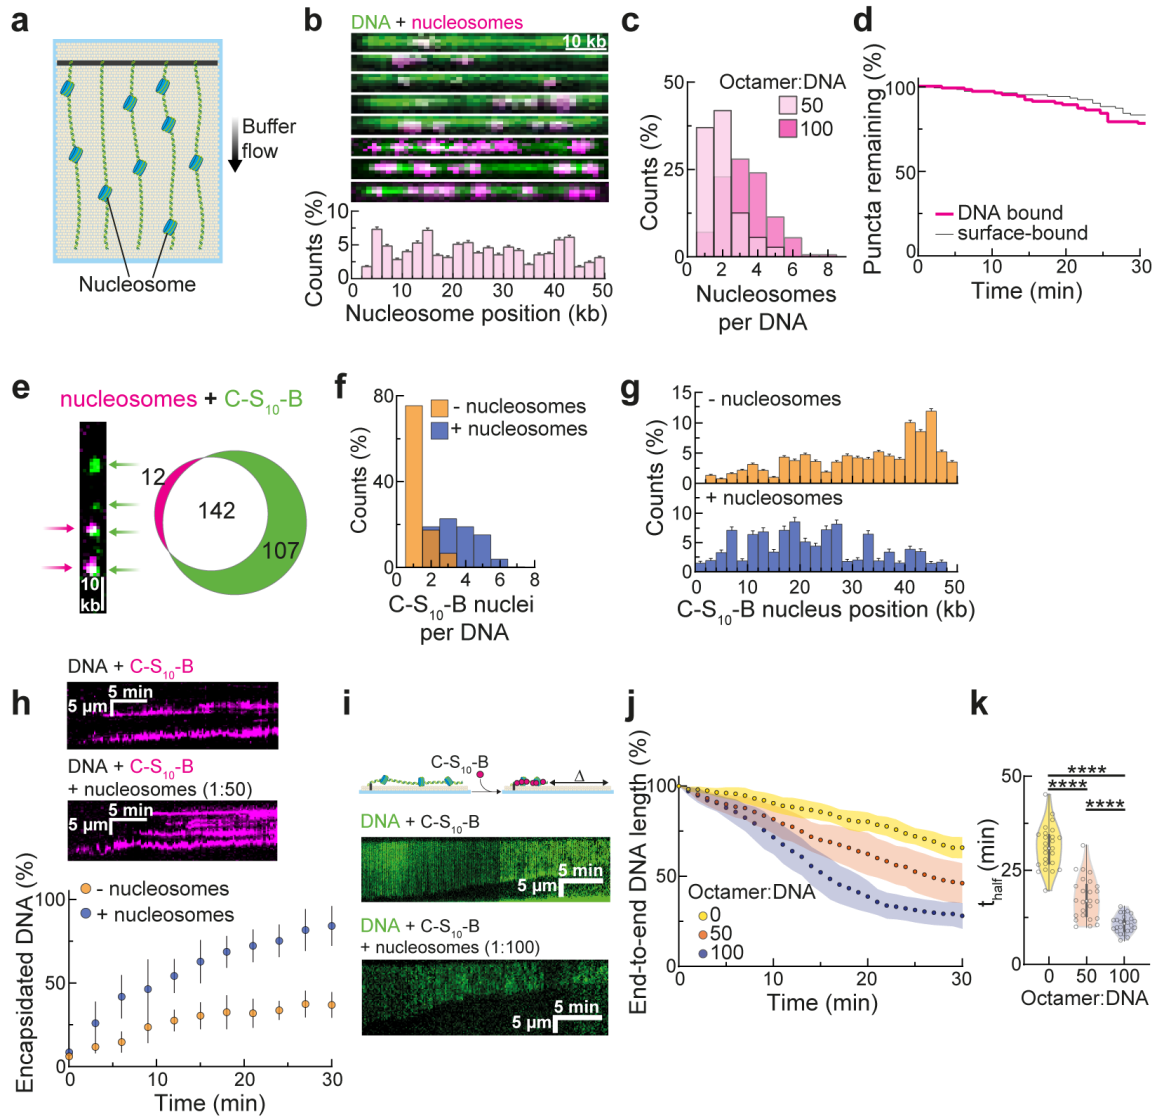 a
Buffer
flow
Nucleosome
b
DNA + nucleosomes
10 kb
10
5
0
Counts (%)
0 10 20 30 40 50
Nucleosome position (kb)
c
Octamer:DNA
50
100
50
25
0
Counts (%)
0 2 4 6 8
Nucleosomes
per DNA
d
100
50
0
Puncta remaining (%)
DNA bound
surface-bound
0 10 20 30
Time (min)
e
nucleosomes + C-S10-B
12
142
107
10
kb
f
- nucleosomes
+ nucleosomes
80
40
0
Counts (%)
0 2 4 6 8
C-S10-B nuclei
per DNA
g
- nucleosomes
15
10
5
0
+ nucleosomes
10
5
0
Counts (%)
0 10 20 30 40 50
C-S10-B nucleus position (kb)
h
DNA + C-S10-B
5 min
5 µm
DNA + C-S10-B
+ nucleosomes (1:50)
5 min
5 µm
- nucleosomes
+ nucleosomes
100
50
0
Encapsidated DNA (%)
0 10 20 30
Time (min)
i
C-S10-B
Δ
DNA + C-S10-B
5 min
5 µm
DNA + C-S10-B
+ nucleosomes (1:100)
5 min
5 µm
j
100
50
0
End-to-end DNA length (%)
Octamer:DNA
0
50
100
0 10 20 30
Time (min)
k
50
25
0
thalf (min)
****
****
****
0 50 100
Octamer:DNA